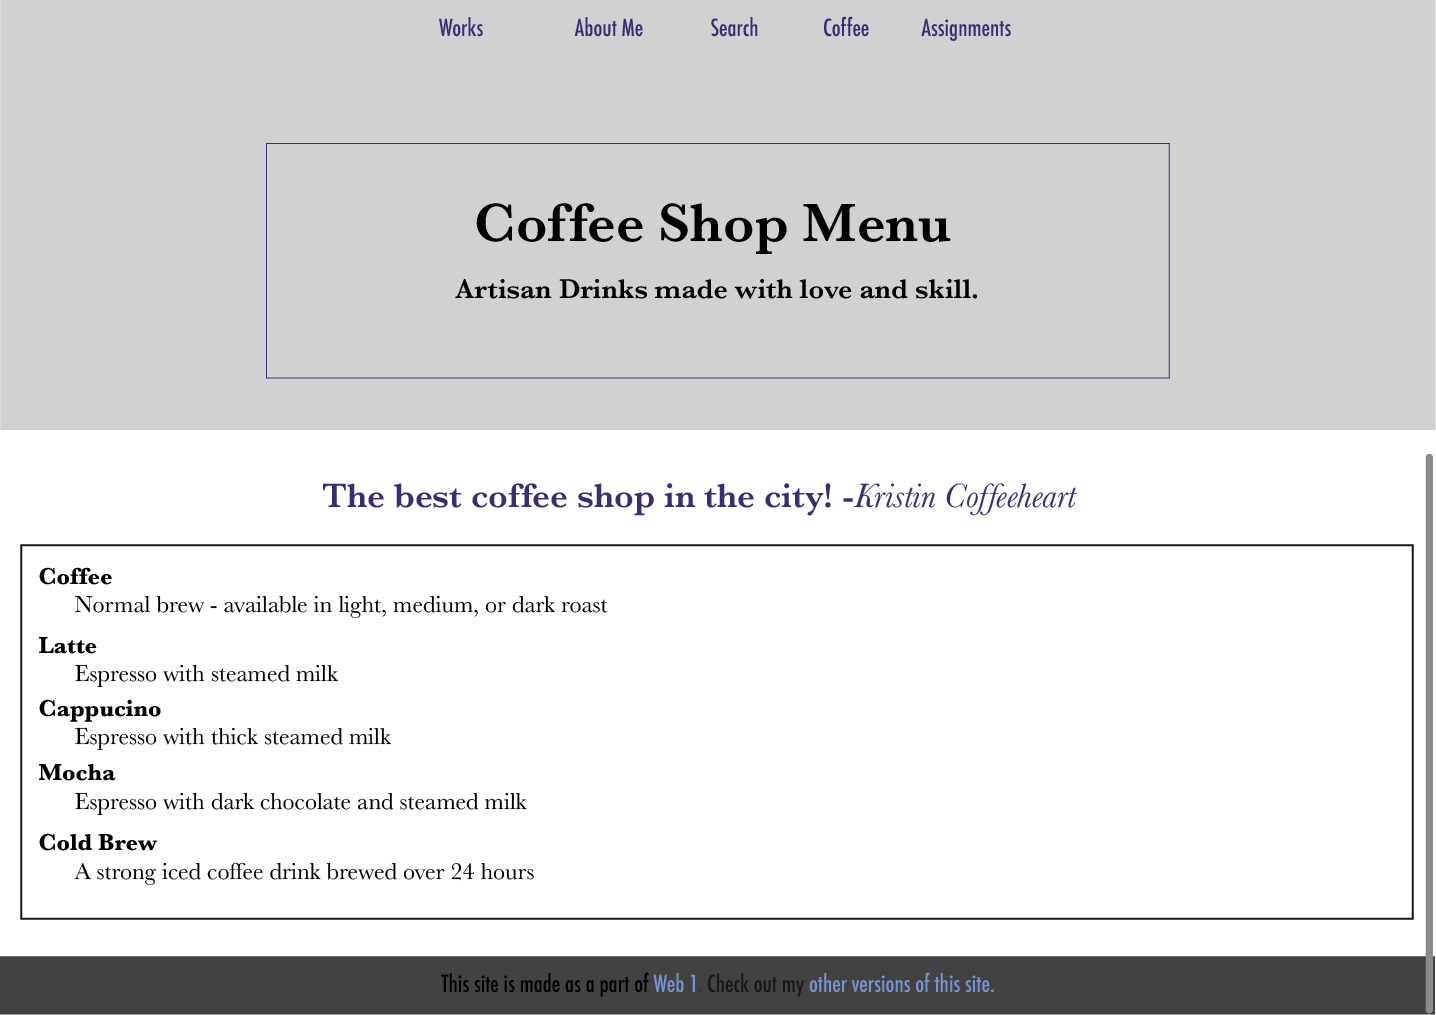 Works About Me Search Coffee Assignments
Coffee Shop Menu
Artisan Drinks made with love and skill.
The best coffee shop in the city! -Kristin Coffeeheart
Coffee
Normal brew - available in light, medium, or dark roast
Latte
Espresso with steamed milk
Cappucino
Espresso with thick steamed milk
Mocha
Espresso with dark chocolate and steamed milk
Cold Brew
A strong iced coffee drink brewed over 24 hours
This site is made as a part of Web 1 Check out my other versions of this site.